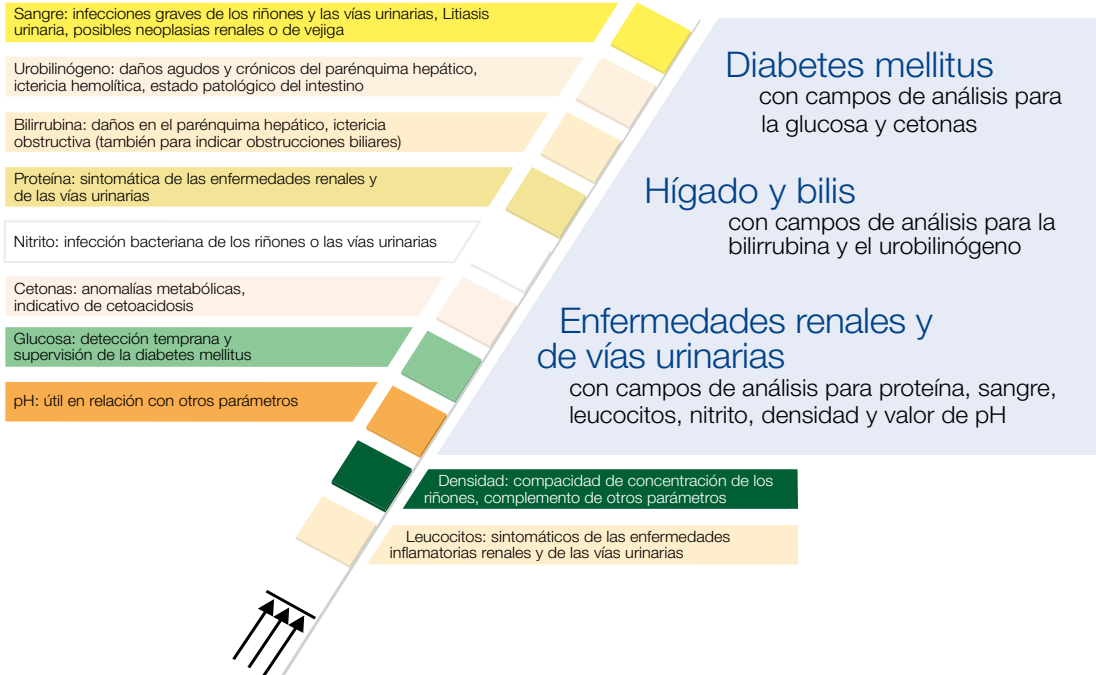 Sangre: infecciones graves de los riñones y las vías urinarias, Litiasis
urinaria, posibles neoplasias renales o de vejiga
Urobilinógeno: daños agudos y crónicos del parénquima hepático,
ictericia hemolítica, estado patológico del intestino
Bilirrubina: daños en el parénquima hepático, ictericia
obstructiva (también para indicar obstrucciones biliares)
Proteína: sintomática de las enfermedades renales y
de las vías urinarias
Nitrito: infección bacteriana de los riñones o las vías urinarias
Cetonas: anomalías metabólicas,
indicativo de cetoacidosis
Glucosa: detección temprana y
supervisión de la diabetes mellitus
pH: útil en relación con otros parámetros
Densidad: compacidad de concentración de los
riñones, complemento de otros parámetros
Leucocitos: sintomáticos de las enfermedades
inflamatorias renales y de las vías urinarias
Diabetes mellitus
con campos de análisis para
la glucosa y cetonas
Hígado y bilis
con campos de análisis para la
bilirrubina y el urobilinógeno
Enfermedades renales y
de vías urinarias
con campos de análisis para proteína, sangre,
leucocitos, nitrito, densidad y valor de pH